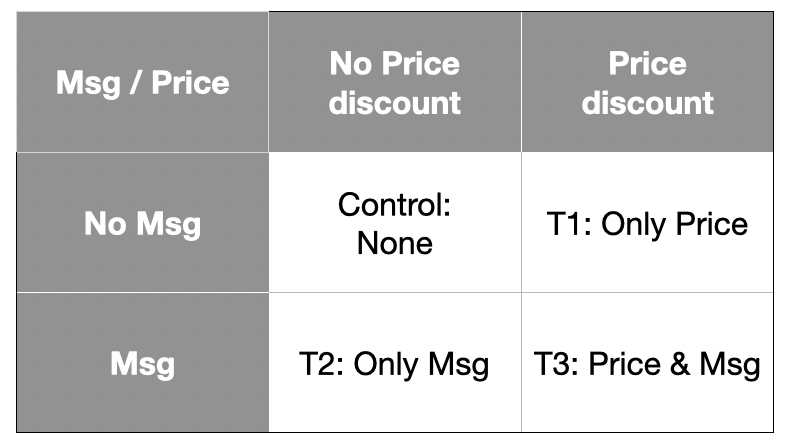 Msg / Price
No Price
discount
Price
discount
No Msg
Control:
None
T1: Only Price
Msg
T2: Only Msg
T3: Price & Msg